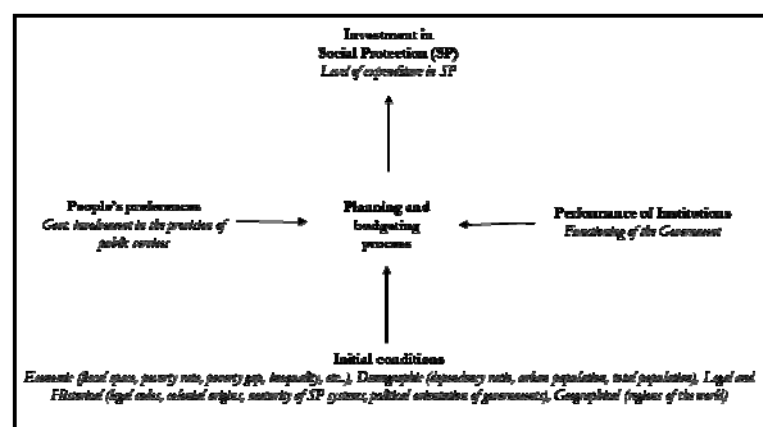 Investment in
Social Protection (SP)
Level of expenditure in SP
People's preferences
Govt. involvement in the provision of
public services
Planning and
budgeting
process
Performance of Institutions
Functioning of the Government
Initial conditions
Economic (fiscal space, poverty rate, poverty gap, inequality, etc.), Demographic (dependency ratio, urban population, total population), Legal and
Historical (legal codes, colonial origins, maturity of SP systems, political orientation of governments), Geographical (regions of the world)